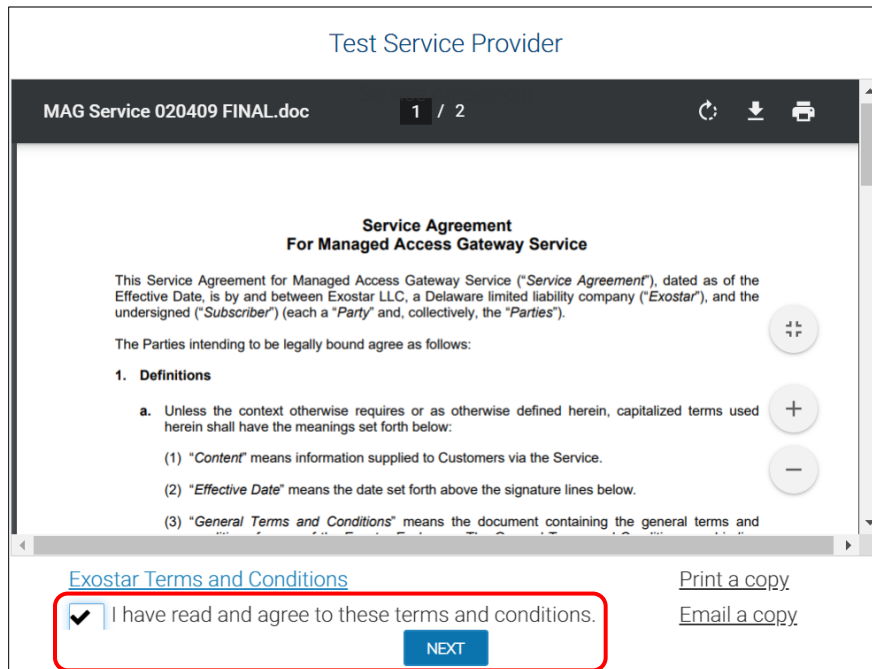 Test Service Provider
MAG Service 020409 FINAL.doc 1 / 2
Service Agreement
For Managed Access Gateway Service
This Service Agreement for Managed Access Gateway Service (“Service Agreement”), dated as of the
Effective Date, is by and between Exostar LLC, a Delaware limited liability company (“Exostar”), and the
undersigned (“Subscriber”) (each a “Party” and, collectively, the “Parties”).
The Parties intending to be legally bound agree as follows:
1. Definitions
a. Unless the context otherwise requires or as otherwise defined herein, capitalized terms used
herein shall have the meanings set forth below:
(1) “Content” means information supplied to Customers via the Service.
(2) “Effective Date” means the date set forth above the signature lines below.
(3) “General Terms and Conditions” means the document containing the general terms and
Exostar Terms and Conditions
Print a copy
I have read and agree to these terms and conditions.
Email a copy
NEXT